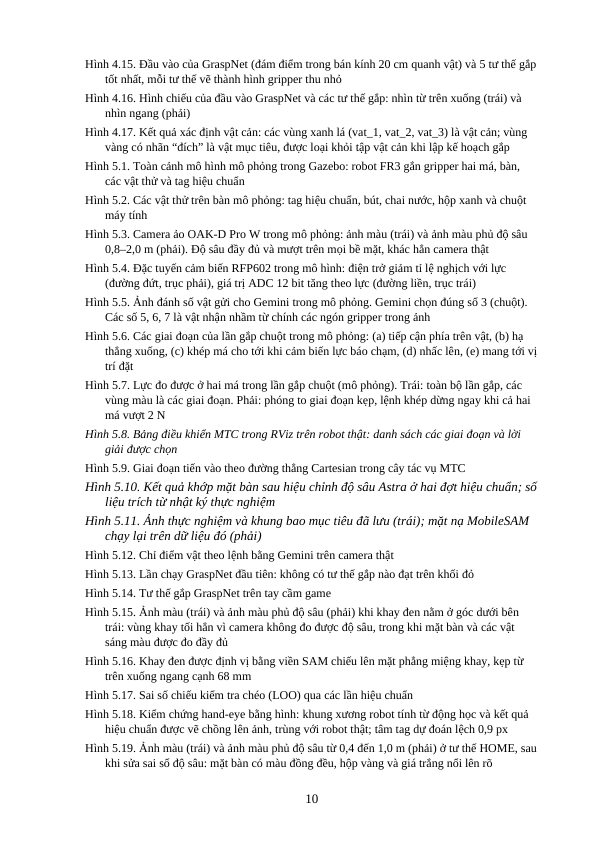 Hình 4.15. Đầu vào của GraspNet (đám điểm trong bán kính 20 cm quanh vật) và 5 tư thế gắp
tốt nhất, mỗi tư thế vẽ thành hình gripper thu nhỏ
Hình 4.16. Hình chiếu của đầu vào GraspNet và các tư thế gắp: nhìn từ trên xuống (trái) và
nhìn ngang (phải)
Hình 4.17. Kết quả xác định vật cản: các vùng xanh lá (vat_1, vat_2, vat_3) là vật cản; vùng
vàng có nhãn “đích” là vật mục tiêu, được loại khỏi tập vật cản khi lập kế hoạch gắp
Hình 5.1. Toàn cảnh mô hình mô phỏng trong Gazebo: robot FR3 gắn gripper hai má, bàn,
các vật thử và tag hiệu chuẩn
Hình 5.2. Các vật thử trên bàn mô phỏng: tag hiệu chuẩn, bút, chai nước, hộp xanh và chuột
máy tính
Hình 5.3. Camera ảo OAK-D Pro W trong mô phỏng: ảnh màu (trái) và ảnh màu phủ độ sâu
0,8–2,0 m (phải). Độ sâu đầy đủ và mượt trên mọi bề mặt, khác hẳn camera thật
Hình 5.4. Đặc tuyến cảm biến RFP602 trong mô hình: điện trở giảm tỉ lệ nghịch với lực
(đường đứt, trục phải), giá trị ADC 12 bit tăng theo lực (đường liền, trục trái)
Hình 5.5. Ảnh đánh số vật gửi cho Gemini trong mô phỏng. Gemini chọn đúng số 3 (chuột).
Các số 5, 6, 7 là vật nhận nhầm từ chính các ngón gripper trong ảnh
Hình 5.6. Các giai đoạn của lần gắp chuột trong mô phỏng: (a) tiếp cận phía trên vật, (b) hạ
thẳng xuống, (c) khép má cho tới khi cảm biến lực báo chạm, (d) nhấc lên, (e) mang tới vị
trí đặt
Hình 5.7. Lực đo được ở hai má trong lần gắp chuột (mô phỏng). Trái: toàn bộ lần gắp, các
vùng màu là các giai đoạn. Phải: phóng to giai đoạn kẹp, lệnh khép dừng ngay khi cả hai
má vượt 2 N
Hình 5.8. Bảng điều khiển MTC trong RViz trên robot thật: danh sách các giai đoạn và lời
giải được chọn
Hình 5.9. Giai đoạn tiến vào theo đường thẳng Cartesian trong cây tác vụ MTC
Hình 5.10. Kết quả khớp mặt bàn sau hiệu chỉnh độ sâu Astra ở hai đợt hiệu chuẩn; số
liệu trích từ nhật ký thực nghiệm
Hình 5.11. Ảnh thực nghiệm và khung bao mục tiêu đã lưu (trái); mặt nạ MobileSAM
chạy lại trên dữ liệu đó (phải)
Hình 5.12. Chỉ điểm vật theo lệnh bằng Gemini trên camera thật
Hình 5.13. Lần chạy GraspNet đầu tiên: không có tư thế gắp nào đạt trên khối đỏ
Hình 5.14. Tư thế gắp GraspNet trên tay cầm game
Hình 5.15. Ảnh màu (trái) và ảnh màu phủ độ sâu (phải) khi khay đen nằm ở góc dưới bên
trái: vùng khay tối hẳn vì camera không đo được độ sâu, trong khi mặt bàn và các vật
sáng màu được đo đầy đủ
Hình 5.16. Khay đen được định vị bằng viền SAM chiếu lên mặt phẳng miệng khay, kẹp từ
trên xuống ngang cạnh 68 mm
Hình 5.17. Sai số chiếu kiểm tra chéo (LOO) qua các lần hiệu chuẩn
Hình 5.18. Kiểm chứng hand-eye bằng hình: khung xương robot tính từ động học và kết quả
hiệu chuẩn được vẽ chồng lên ảnh, trùng với robot thật; tâm tag dự đoán lệch 0,9 px
Hình 5.19. Ảnh màu (trái) và ảnh màu phủ độ sâu từ 0,4 đến 1,0 m (phải) ở tư thế HOME, sau
khi sửa sai số độ sâu: mặt bàn có màu đồng đều, hộp vàng và giá trắng nổi lên rõ
10